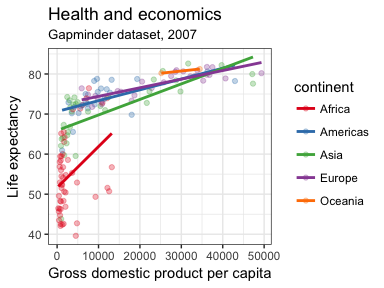 Health and economics
Gapminder dataset, 2007
Life expectancy
80
70
60
50
40
0
10000
20000
30000
40000
50000
Gross domestic product per capita
continent
Africa
Americas
Asia
Europe
Oceania